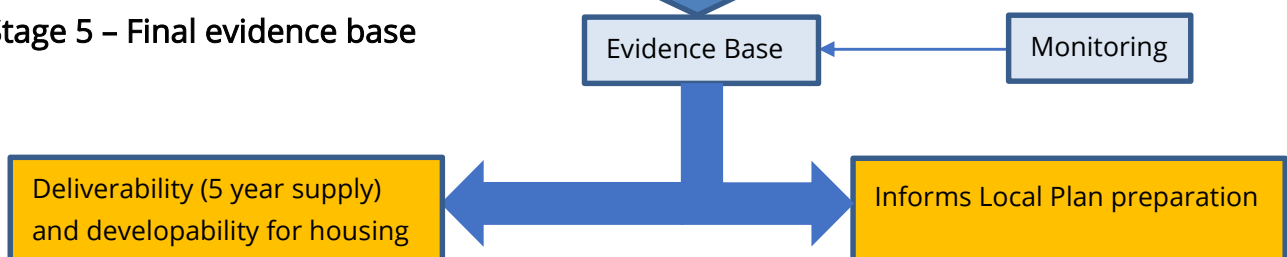 Stage 5 – Final evidence base
Evidence Base
Monitoring
Deliverability (5 year supply)
and developability for housing
Informs Local Plan preparation